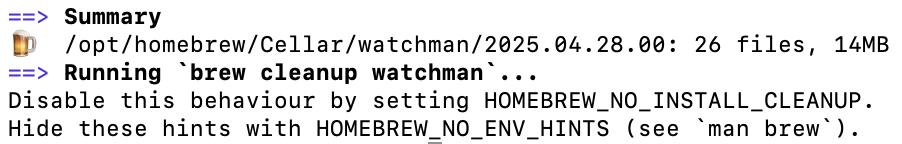 ==> Summary
🍺 /opt/homebrew/Cellar/watchman/2025.04.28.00: 26 files, 14MB
==> Running `brew cleanup watchman`...
Disable this behaviour by setting HOMEBREW_NO_INSTALL_CLEANUP.
Hide these hints with HOMEBREW_NO_ENV_HINTS (see `man brew`).